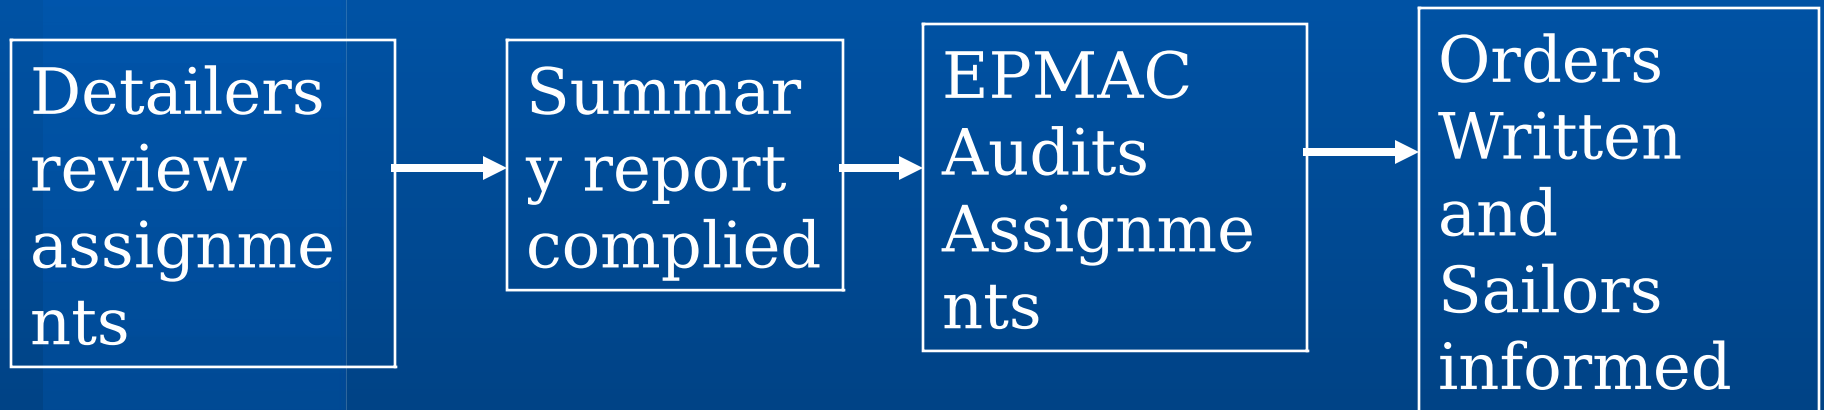 Detailers
review
assignme
nts
Summar
y report
complied
EPMAC
Audits
Assignme
nts
Orders
Written
and
Sailors
informed